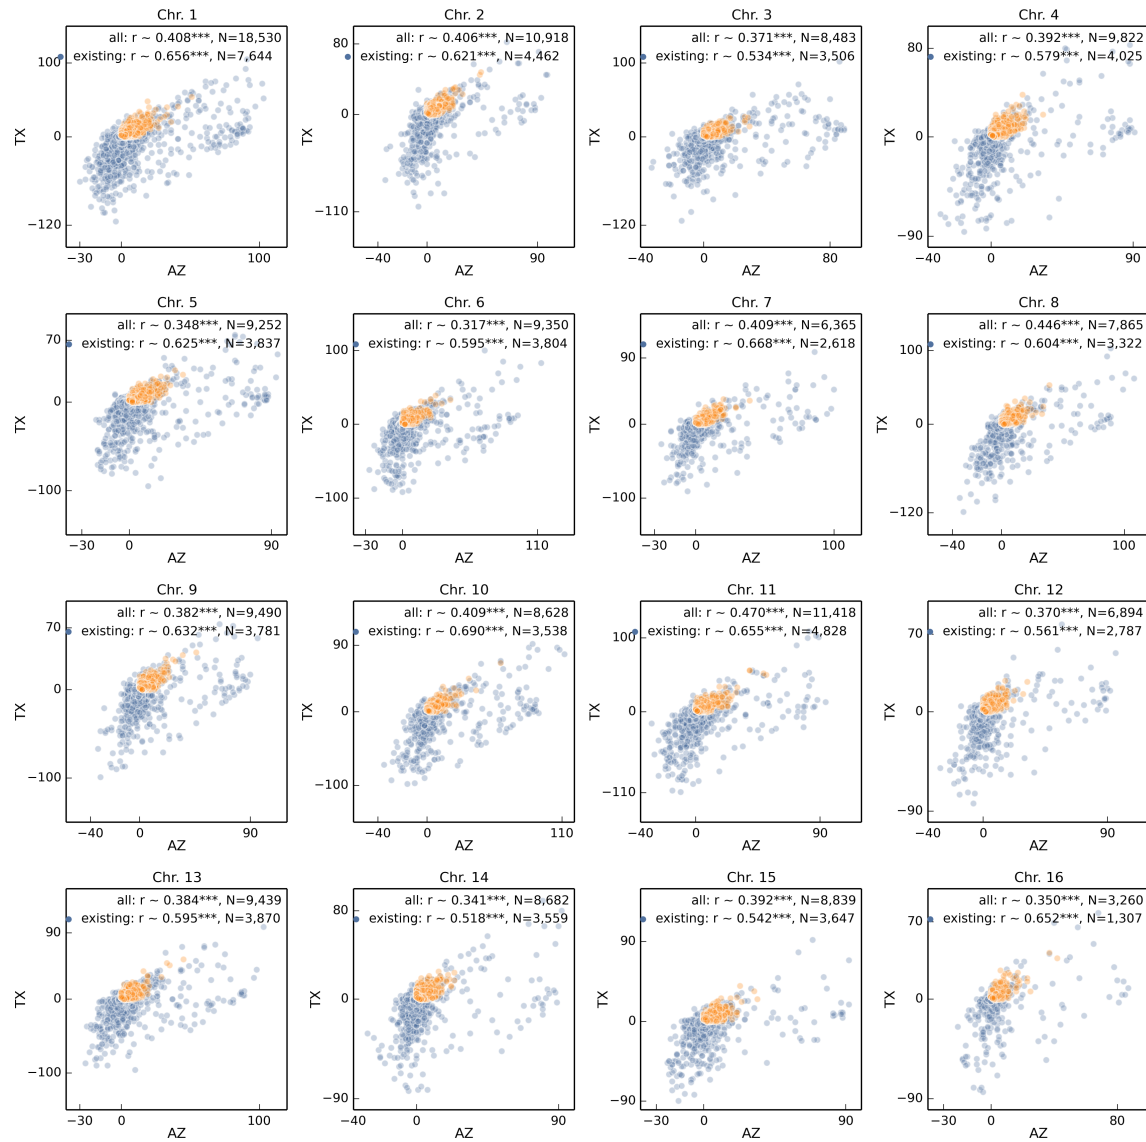 Chr. 1
all: r ~ 0.408***, N=18,530
existing: r ~ 0.656***, N=7,644
TX
100
0
−120
−30 0 100
AZ
Chr. 2
all: r ~ 0.406***, N=10,918
existing: r ~ 0.621***, N=4,462
TX
80
0
−110
−40 0 90
AZ
Chr. 3
all: r ~ 0.371***, N=8,483
existing: r ~ 0.534***, N=3,506
TX
120
0
−120
−40 0 80
AZ
Chr. 4
all: r ~ 0.392***, N=9,822
existing: r ~ 0.579***, N=4,025
TX
80
0
−90
−40 0 90
AZ
Chr. 5
all: r ~ 0.348***, N=9,252
existing: r ~ 0.625***, N=3,837
TX
70
0
−100
−30 0 90
AZ
Chr. 6
all: r ~ 0.317***, N=9,350
existing: r ~ 0.595***, N=3,804
TX
100
0
−100
−30 0 110
AZ
Chr. 7
all: r ~ 0.409***, N=6,365
existing: r ~ 0.668***, N=2,618
TX
90
0
−100
−30 0 100
AZ
Chr. 8
all: r ~ 0.446***, N=7,865
existing: r ~ 0.604***, N=3,322
TX
100
0
−120
−40 0 100
AZ
Chr. 9
all: r ~ 0.382***, N=9,490
existing: r ~ 0.632***, N=3,781
TX
70
0
−100
−40 0 90
AZ
Chr. 10
all: r ~ 0.409***, N=8,628
existing: r ~ 0.690***, N=3,538
TX
90
0
−100
−40 0 110
AZ
Chr. 11
all: r ~ 0.470***, N=11,418
existing: r ~ 0.655***, N=4,828
TX
100
0
−110
−40 0 90
AZ
Chr. 12
all: r ~ 0.370***, N=6,894
existing: r ~ 0.561***, N=2,787
TX
70
0
−90
−40 0 90
AZ
Chr. 13
all: r ~ 0.384***, N=9,439
existing: r ~ 0.595***, N=3,870
TX
90
0
−100
−30 0 100
AZ
Chr. 14
all: r ~ 0.341***, N=8,682
existing: r ~ 0.518***, N=3,559
TX
80
0
−90
−40 0 90
AZ
Chr. 15
all: r ~ 0.392***, N=8,839
existing: r ~ 0.542***, N=3,647
TX
90
0
−90
−30 0 90
AZ
Chr. 16
all: r ~ 0.350***, N=3,260
existing: r ~ 0.652***, N=1,307
TX
70
0
−90
−40 0 80
AZ